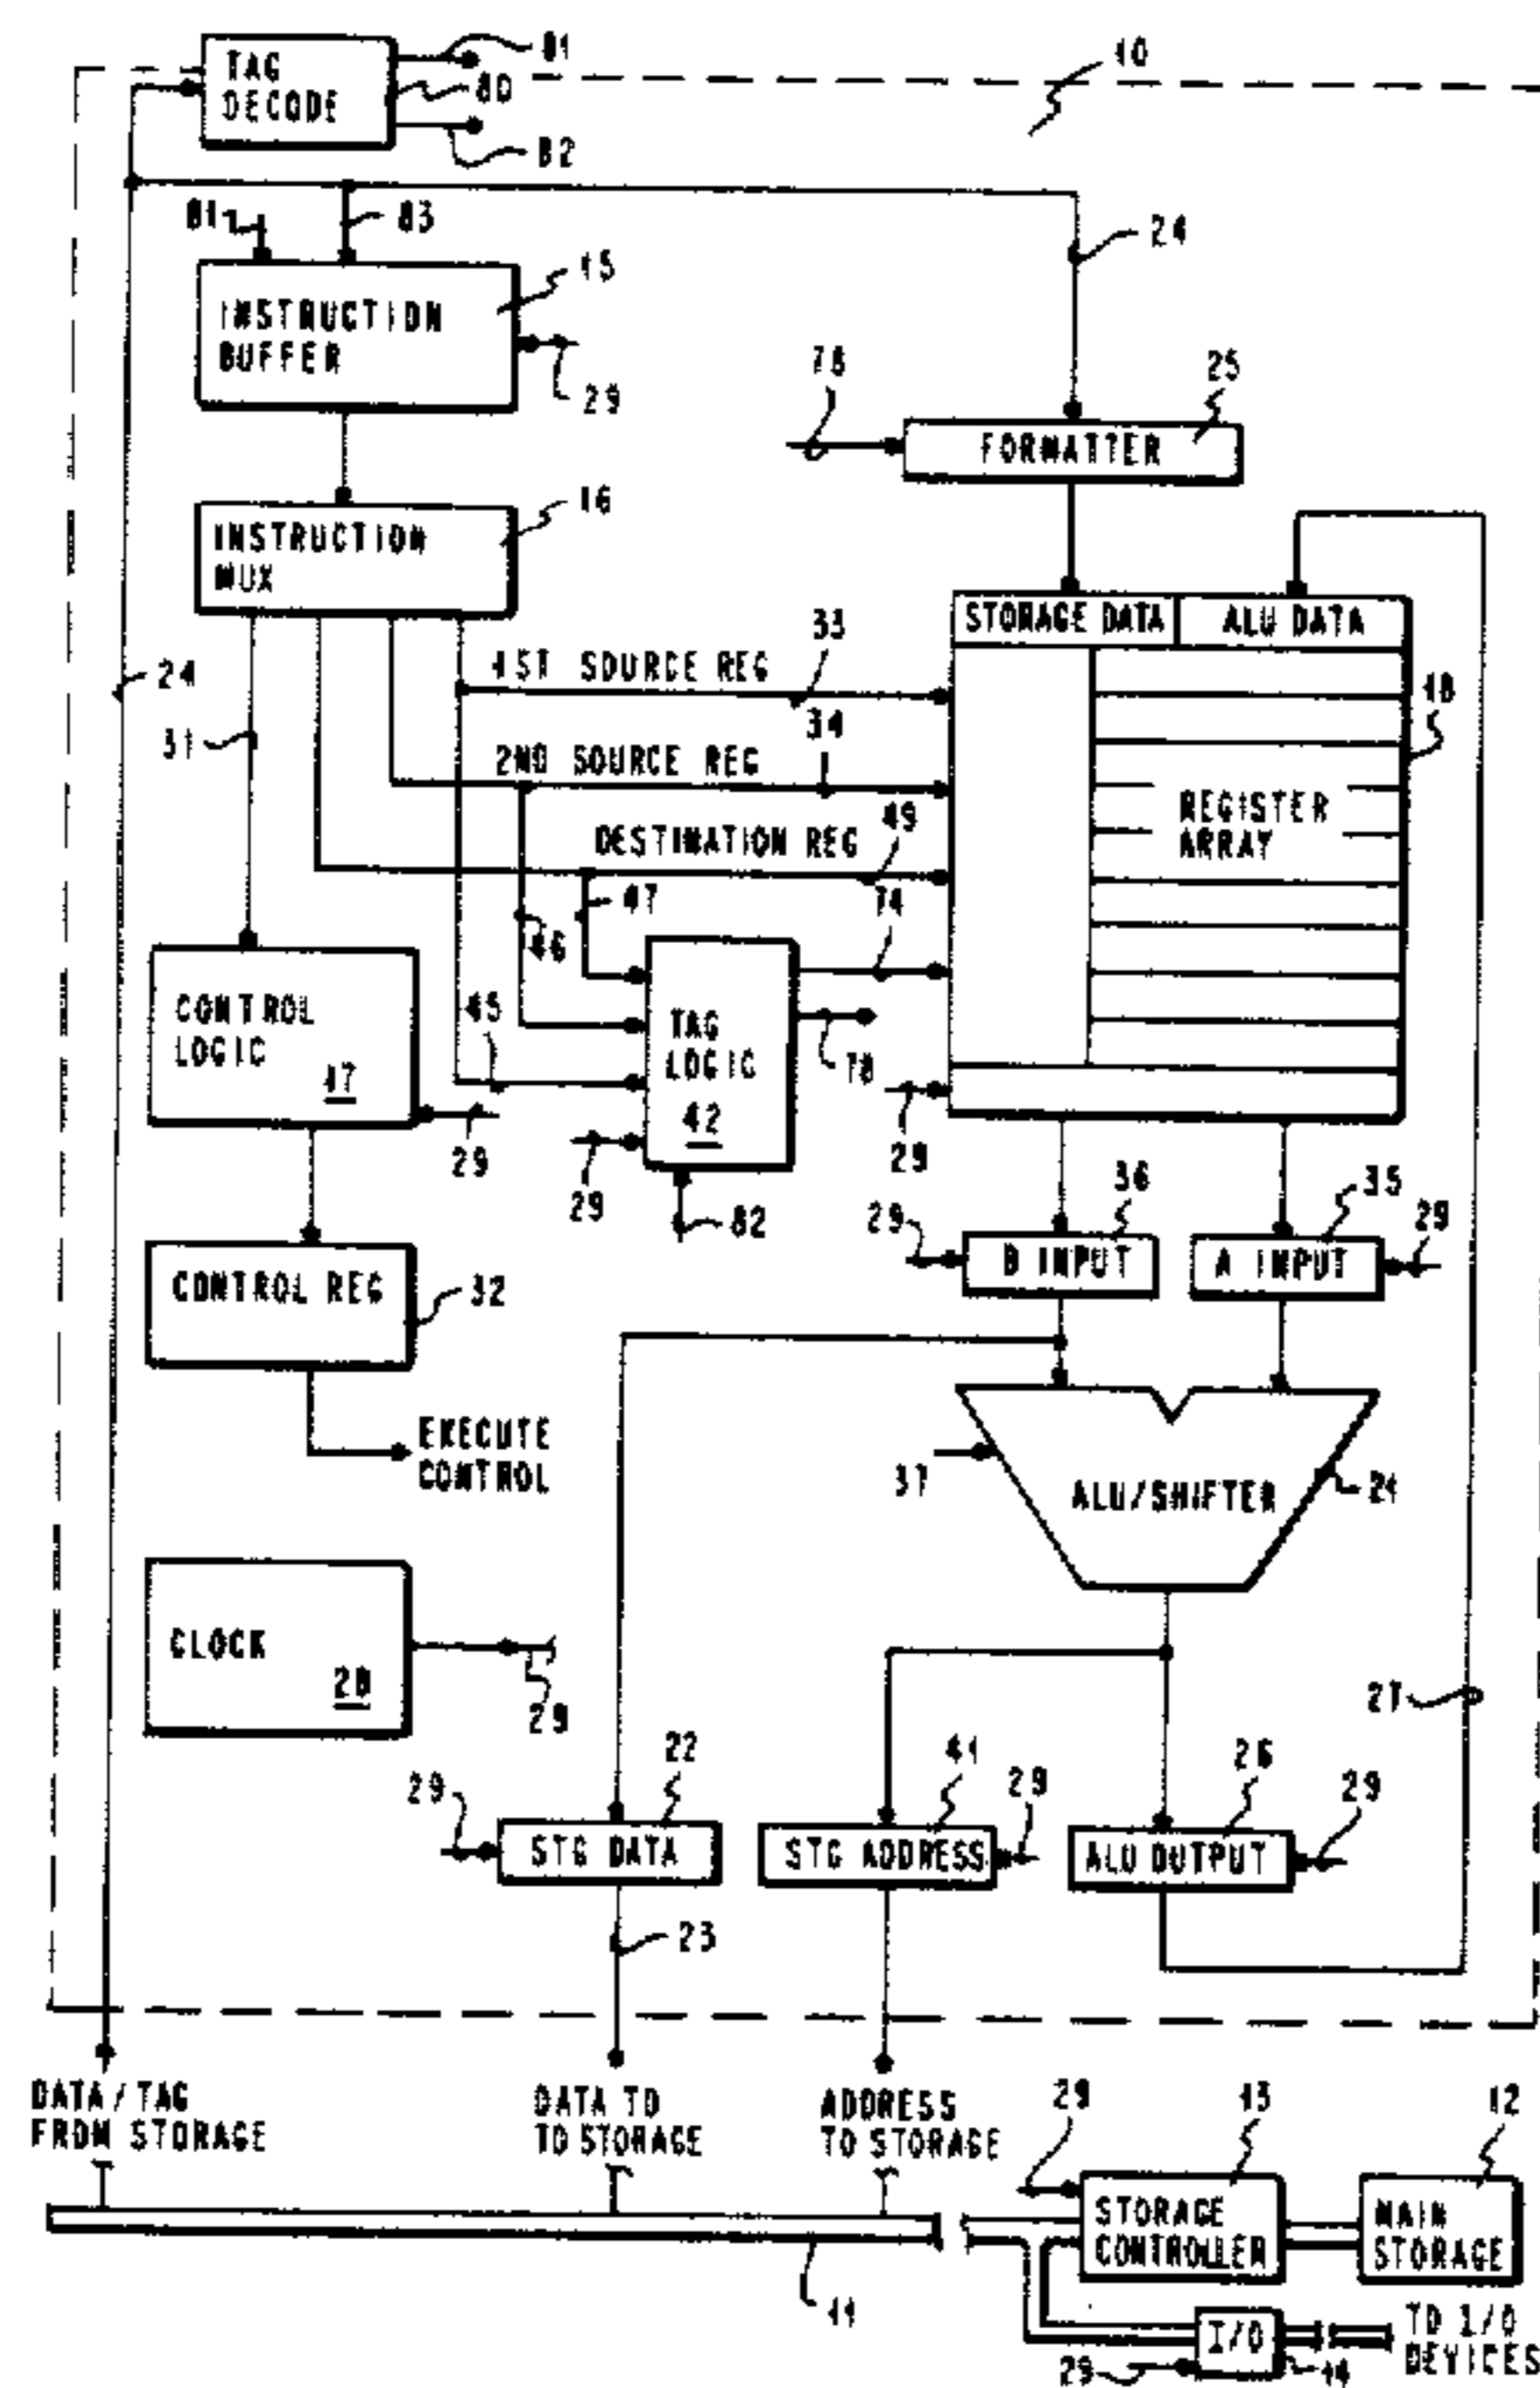 TAG
DECODE
81
80
82
10
81
83
24
INSTRUCTION
BUFFER
15
29
76
25
FORMATTER
INSTRUCTION
MUX
16
STORAGE DATA
ALU DATA
24
31
1ST SOURCE REG
33
18
2ND SOURCE REG
34
REGISTER
ARRAY
DESTINATION REG
19
47
74
46
CONTROL
LOGIC
17
45
TAG
LOGIC
42
78
29
29
29
82
36
35
29
29
B INPUT
A INPUT
CONTROL REG
32
EXECUTE
CONTROL
37
ALU/SHIFTER
21
CLOCK
28
29
27
29
22
41
29
26
29
STG DATA
STG ADDRESS
ALU OUTPUT
23
DATA / TAG
FROM STORAGE
DATA TO
TO STORAGE
ADDRESS
TO STORAGE
29
13
12
STORAGE
CONTROLLER
MAIN
STORAGE
11
I/O
TO I/O
DEVICES
29
14